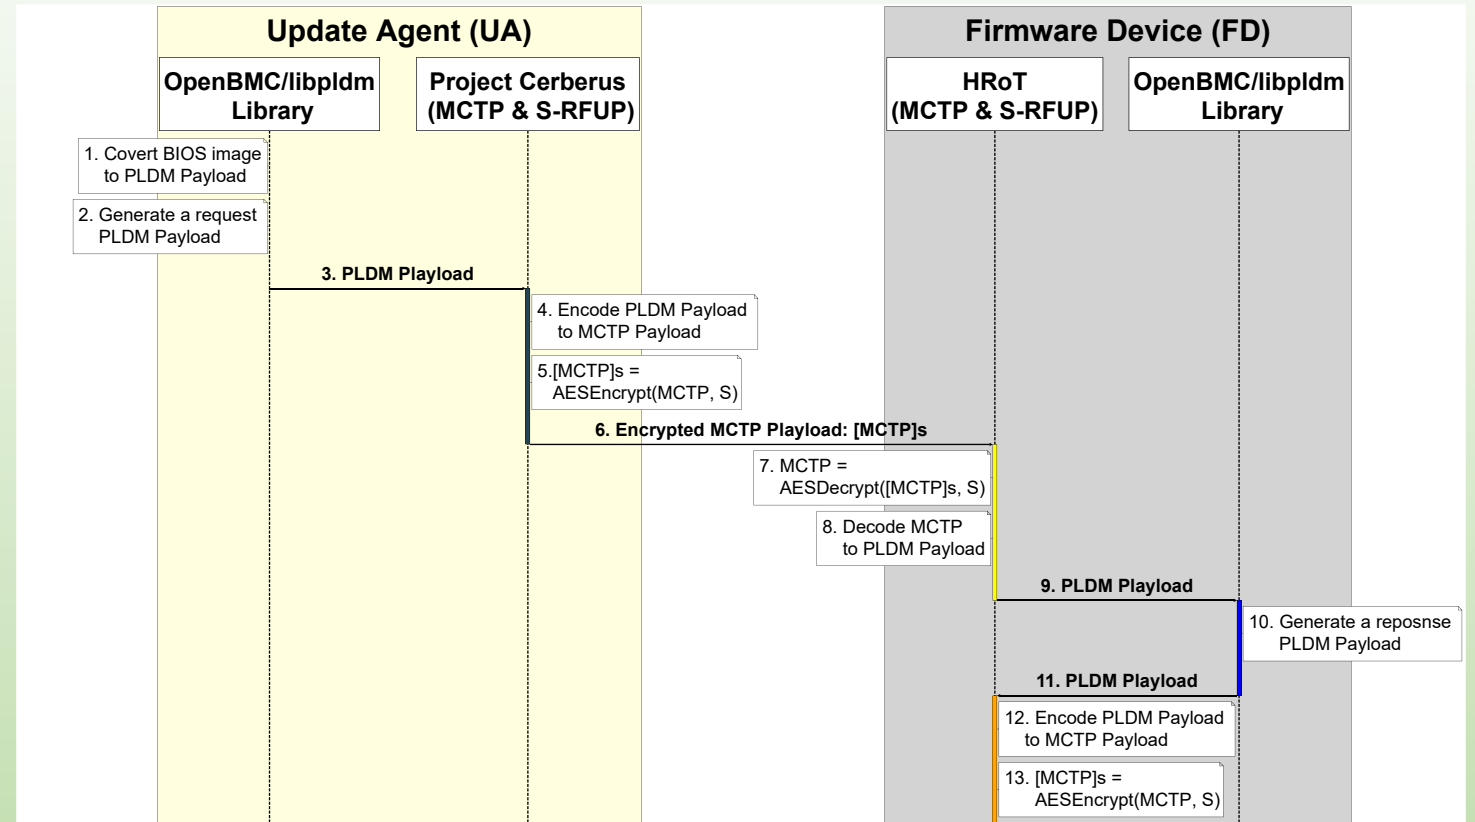 Update Agent (UA)
Firmware Device (FD)
OpenBMC/libpldm
Library
Project Cerberus
(MCTP & S-RFUP)
HRoT
(MCTP & S-RFUP)
OpenBMC/libpldm
Library
1. Covert BIOS image
to PLDM Payload
2. Generate a request
PLDM Payload
3. PLDM Playload
4. Encode PLDM Payload
to MCTP Payload
5.[MCTP]s =
AESEncrypt(MCTP, S)
6. Encrypted MCTP Playload: [MCTP]s
7. MCTP =
AESDecrypt([MCTP]s, S)
8. Decode MCTP
to PLDM Payload
9. PLDM Playload
10. Generate a reposnse
PLDM Payload
11. PLDM Playload
12. Encode PLDM Payload
to MCTP Payload
13. [MCTP]s =
AESEncrypt(MCTP, S)